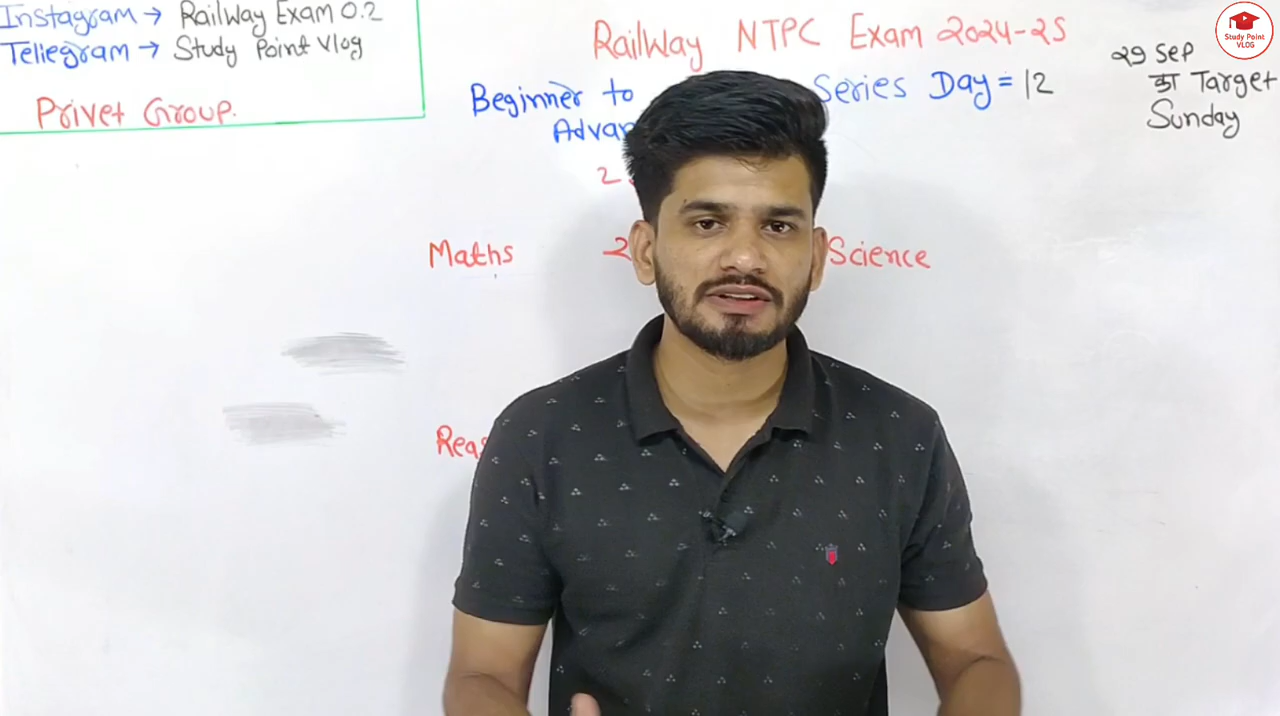 Instagram → Railway Exam 0.2
Teliegram → Study Point Vlog
Privet Group.
Railway NTPC Exam 2024-25
Beginner to Series Day = 12
29 Sep
का Target
Sunday
Maths 2 Science
Study Point
VLOG